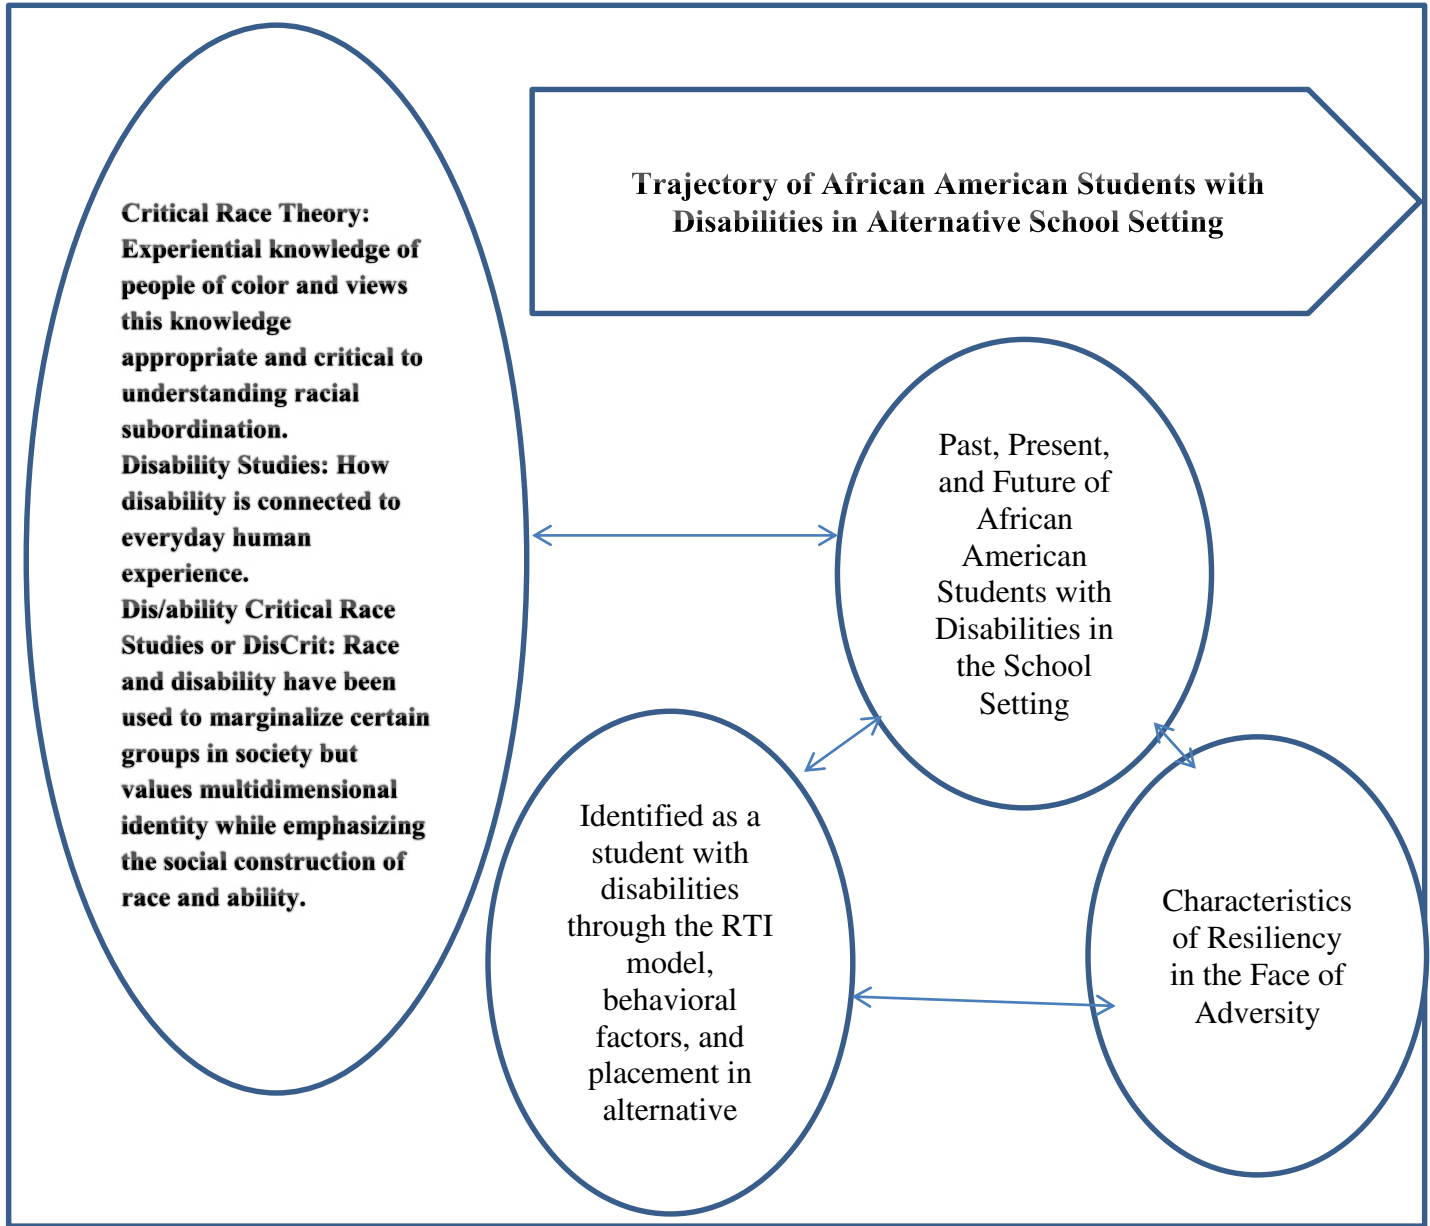 Trajectory of African American Students with
Disabilities in Alternative School Setting
Critical Race Theory:
Experiential knowledge of
people of color and views
this knowledge
appropriate and critical to
understanding racial
subordination.
Disability Studies: How
disability is connected to
everyday human
experience.
Dis/ability Critical Race
Studies or DisCrit: Race
and disability have been
used to marginalize certain
groups in society but
values multidimensional
identity while emphasizing
the social construction of
race and ability.
Past, Present,
and Future of
African
American
Students with
Disabilities in
the School
Setting
Identified as a
student with
disabilities
through the RTI
model,
behavioral
factors, and
placement in
alternative
Characteristics
of Resiliency
in the Face of
Adversity